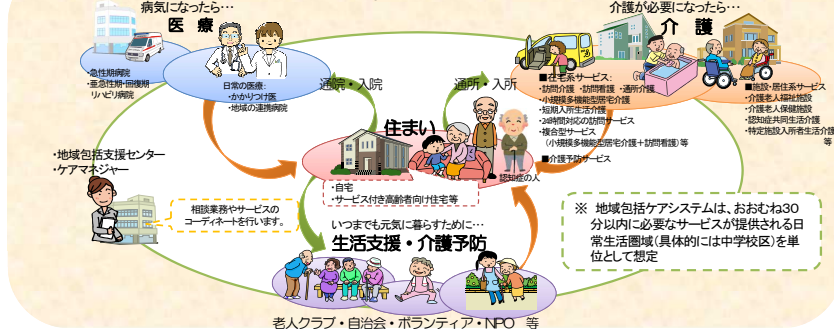 病気になったら…
医 療
・急性期病院
・亜急性期・回復期
リハビリ病院
日常の医療:
・かかりつけ医
・地域の連携病院
通院・入院
介護が必要になったら…
介 護
通所・入所
■在宅系サービス:
・訪問介護 ・訪問看護 ・通所介護
・小規模多機能型居宅介護
・短期入所生活介護
・24時間対応の訪問サービス
・複合型サービス
(小規模多機能型居宅介護+訪問看護)等
■介護予防サービス
■施設・居住系サービス
・介護老人福祉施設
・介護老人保健施設
・認知症共同生活介護
・特定施設入所者生活介護
等
住まい
認知症の人
・自宅
・サービス付き高齢者向け住宅等
・地域包括支援センター
・ケアマネジャー
相談業務やサービスの
コーディネートを行います。
いつまでも元気に暮らすために…
生活支援・介護予防
老人クラブ・自治会・ボランティア・NPO 等
※ 地域包括ケアシステムは、おおむね30
分以内に必要なサービスが提供される日
常生活圏域(具体的には中学校区)を単
位として想定